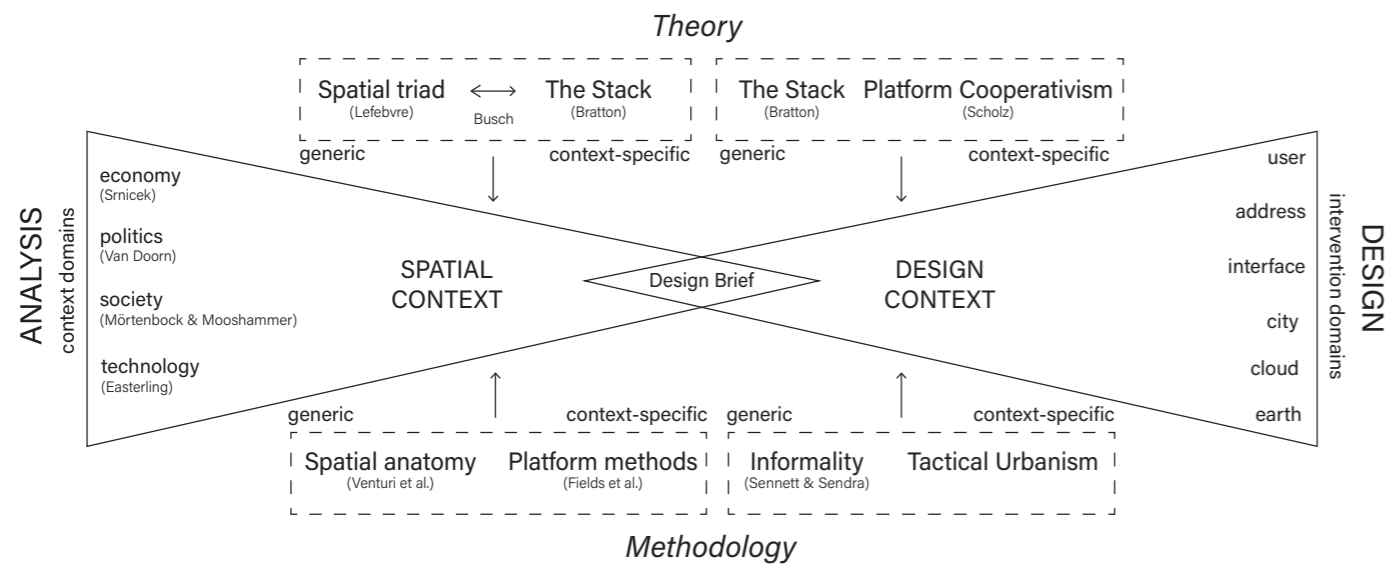 Theory
Spatial triad
(Lefebvre)
Busch
The Stack
(Bratton)
The Stack
(Bratton)
Platform Cooperativism
(Scholz)
generic
context-specific
generic
context-specific
ANALYSIS
context domains
economy
(Srnicek)
politics
(Van Doorn)
society
(Mörtenbock & Mooshammer)
technology
(Easterling)
SPATIAL
CONTEXT
Design Brief
DESIGN
CONTEXT
user
address
interface
city
cloud
earth
intervention domains
DESIGN
generic
context-specific
generic
context-specific
Spatial anatomy
(Venturi et al.)
Platform methods
(Fields et al.)
Informality
(Sennett & Sendra)
Tactical Urbanism
Methodology